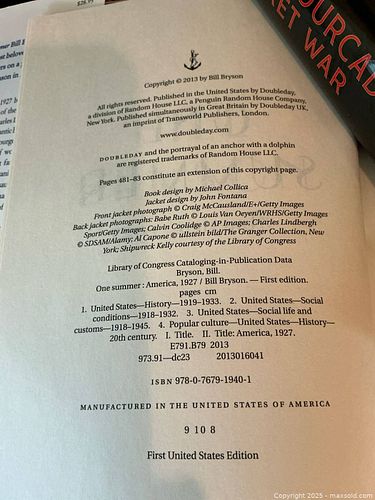 $28.95
OURCAD
ET WAR
Copyright © 2013 by Bill Bryson
All rights reserved. Published in the United States by Doubleday,
a division of Random House LLC, a Penguin Random House Company,
New York. Published simultaneously in Great Britain by Doubleday UK,
an imprint of Transworld Publishers, London.
www.doubleday.com
DOUBLEDAY and the portrayal of an anchor with a dolphin
are registered trademarks of Random House LLC.
Pages 481–83 constitute an extension of this copyright page.
Book design by Michael Collica
Jacket design by John Fontana
Front jacket photograph © Craig McCausland/E+/Getty Images
Back jacket photographs: Babe Ruth © Louis Van Oeyen/WRHS/Getty Images
Sport/Getty Images; Calvin Coolidge © AP Images; Charles Lindbergh
© SDSAM/Alamy; Al Capone © ullstein bild/The Granger Collection, New
York; Shipwreck Kelly courtesy of the Library of Congress
Library of Congress Cataloging-in-Publication Data
Bryson, Bill.
One summer : America, 1927 / Bill Bryson. — First edition.
pages cm
1. United States—History—1919–1933. 2. United States—Social
conditions—1918–1932. 3. United States—Social life and
customs—1918–1945. 4. Popular culture—United States—History—
20th century. I. Title. II. Title: America, 1927.
E791.B79 2013
973.91—dc23 2013016041
ISBN 978-0-7679-1940-1
MANUFACTURED IN THE UNITED STATES OF AMERICA
9 10 8
First United States Edition
Copyright 2025 - maxsold.com